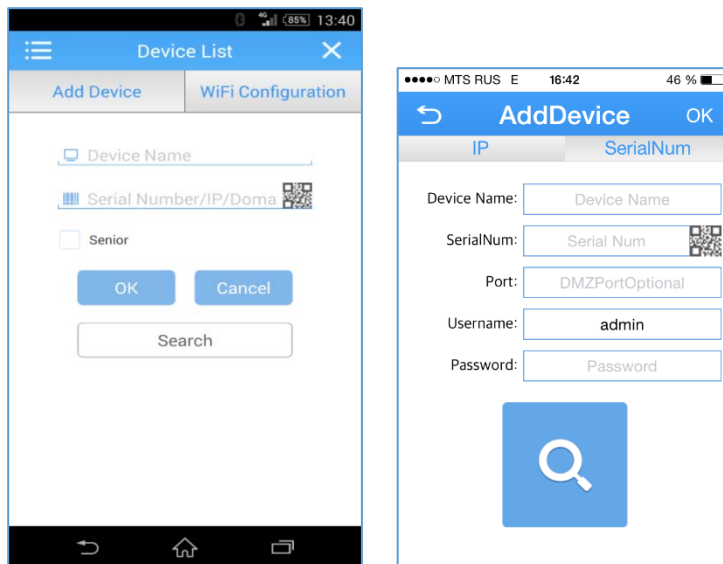 4G 85% 13:40
Device List
Add Device WiFi Configuration
Device Name
Serial Number/IP/Doma
Senior
OK Cancel
Search
MTS RUS E 16:42 46 %
AddDevice OK
IP SerialNum
Device Name: Device Name
SerialNum: Serial Num
Port: DMZPortOptional
Username: admin
Password: Password